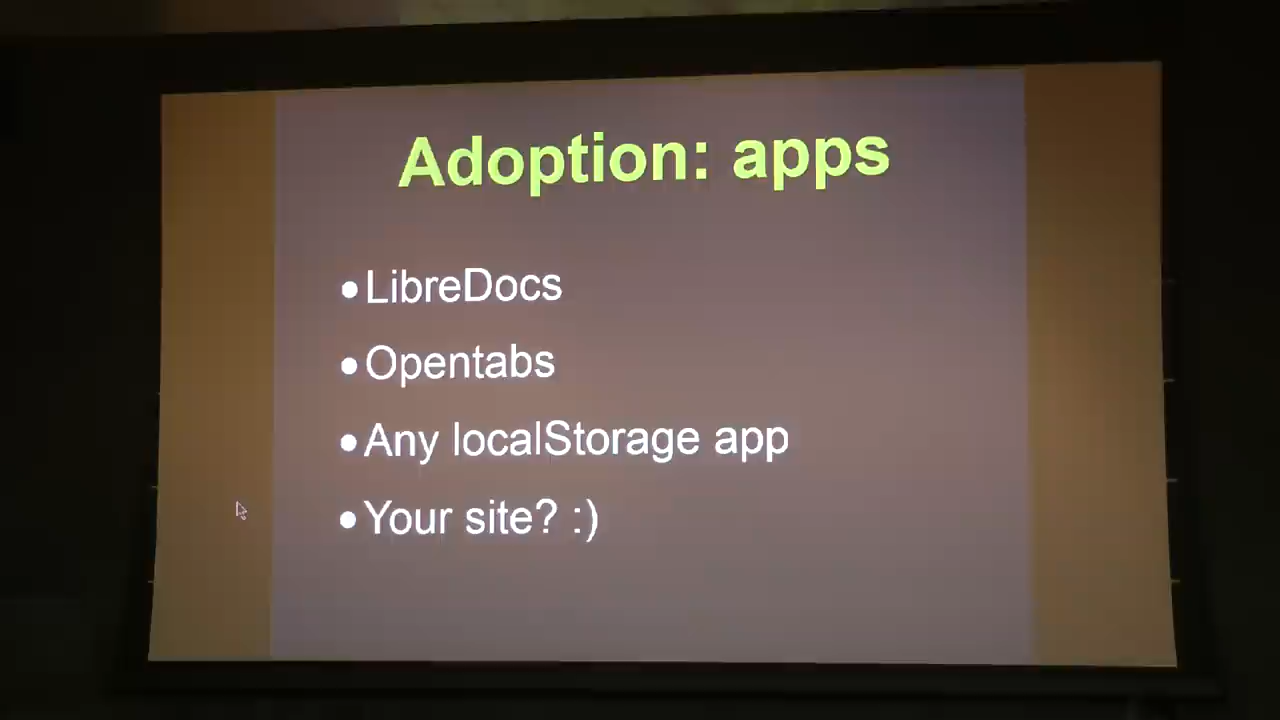 Adoption: apps
•LibreDocs
•Opentabs
•Any localStorage app
•Your site? :)